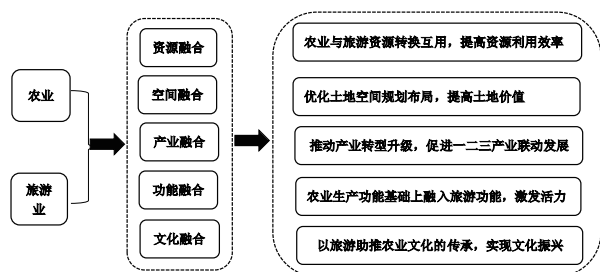 农业
旅游
业
资源融合
空间融合
产业融合
功能融合
文化融合
农业与旅游资源转换互用，提高资源利用效率
优化土地空间规划布局，提高土地价值
推动产业转型升级，促进一二三产业联动发展
农业生产功能基础上融入旅游功能，激发活力
以旅游助推农业文化的传承，实现文化振兴